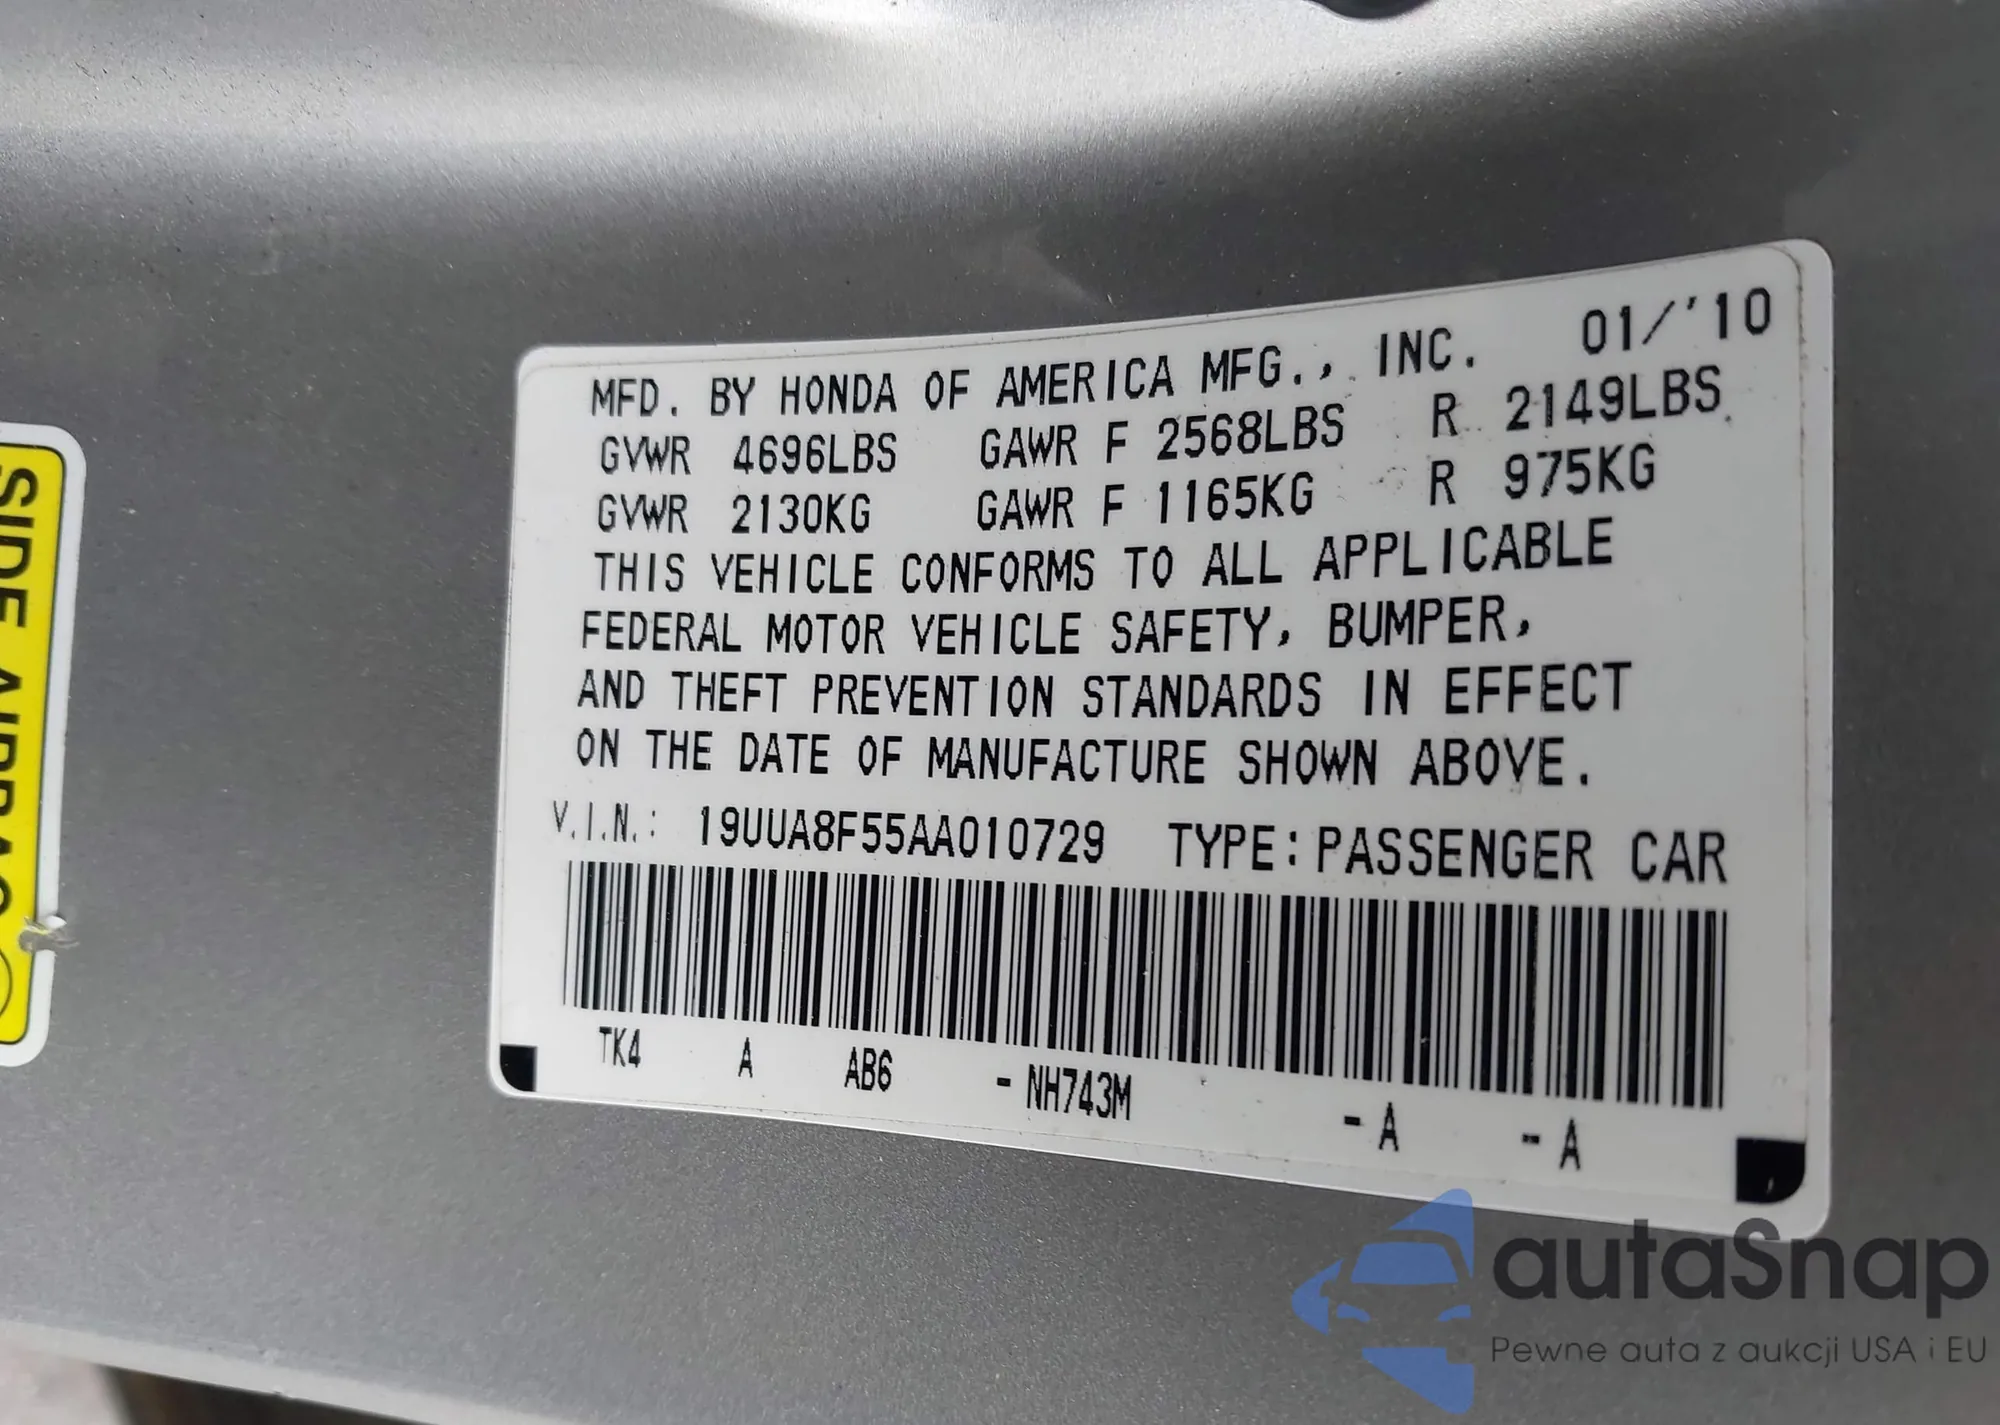 MFD. BY HONDA OF AMERICA MFG., INC. 01/'10
GVWR 4696LBS GAWR F 2568LBS R 2149LBS
GVWR 2130KG GAWR F 1165KG R 975KG
THIS VEHICLE CONFORMS TO ALL APPLICABLE
FEDERAL MOTOR VEHICLE SAFETY, BUMPER,
AND THEFT PREVENTION STANDARDS IN EFFECT
ON THE DATE OF MANUFACTURE SHOWN ABOVE.
V.I.N.: 19UUA8F55AA010729 TYPE: PASSENGER CAR
TK4 A AB6 - NH743M - A - A
SIDE AIRBAG
autaSnap
Pewne auta z aukcji USA i EU